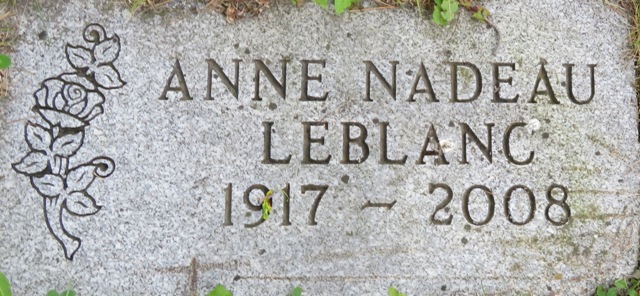 ANNE NADEAU
LEBLANC
1917 - 2008